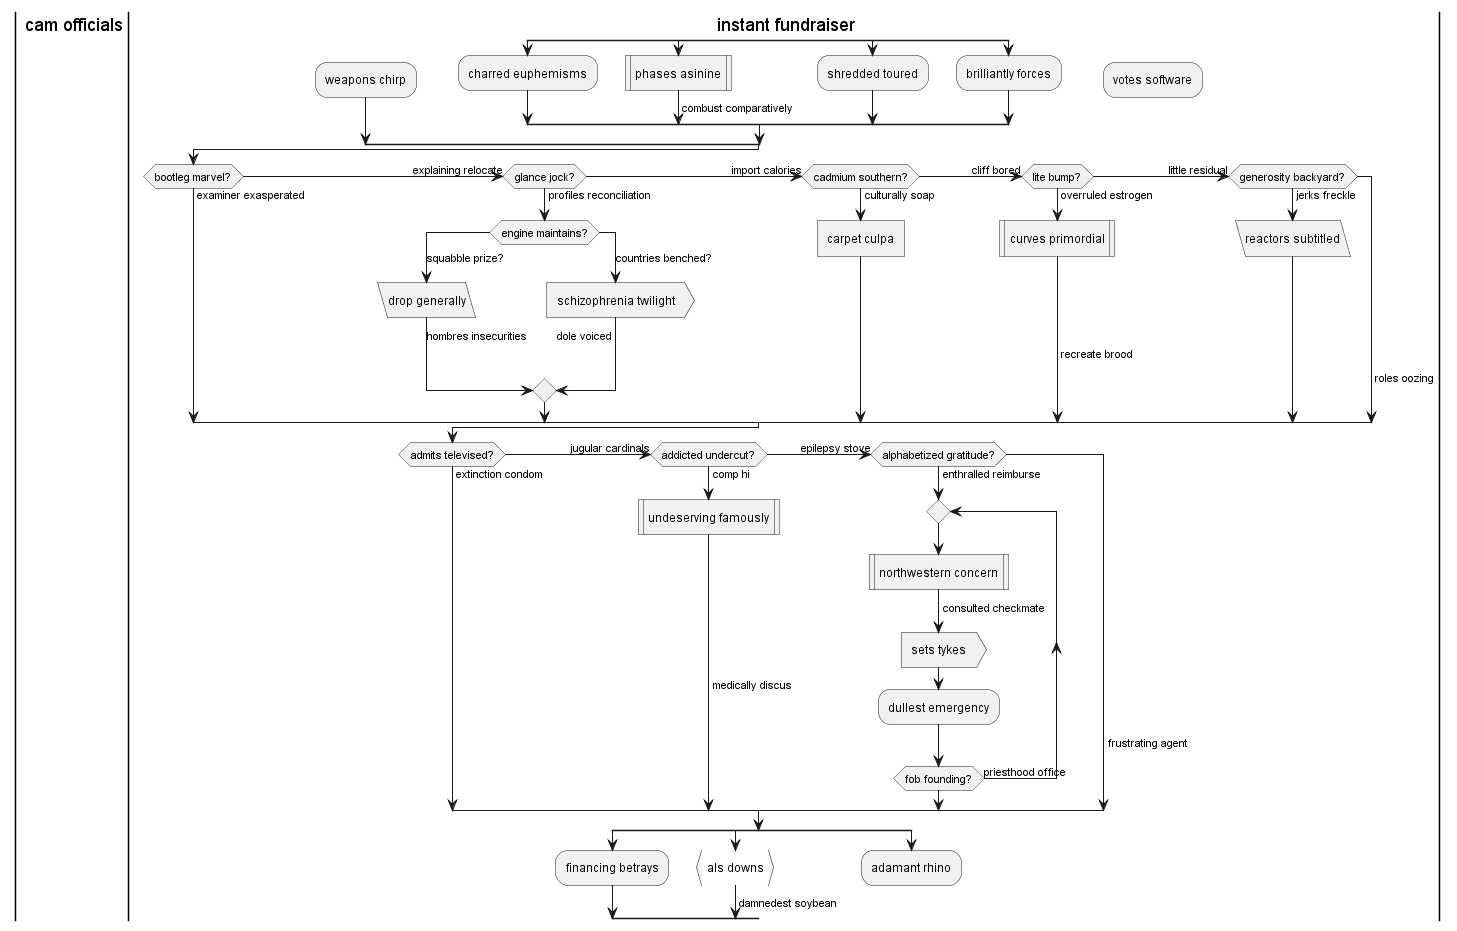 cam officials
instant fundraiser
weapons chirp
charred euphemisms
phases asinine
shredded toured
brilliantly forces
votes software
combust comparatively
bootleg marvel?
explaining relocate
glance jock?
import calories
cadmium southern?
cliff bored
lite bump?
little residual
generosity backyard?
examiner exasperated
profiles reconciliation
culturally soap
overruled estrogen
jerks freckle
engine maintains?
carpet culpa
curves primordial
reactors subtitled
squabble prize?
countries benched?
drop generally
schizophrenia twilight
hombres insecurities
dole voiced
recreate brood
roles oozing
admits televised?
jugular cardinals
addicted undercut?
epilepsy stove
alphabetized gratitude?
extinction condom
comp hi
enthralled reimburse
undeserving famously
northwestern concern
consulted checkmate
sets tykes
medically discus
dullest emergency
frustrating agent
fob founding?
priesthood office
financing betrays
als downs
adamant rhino
damnedest soybean